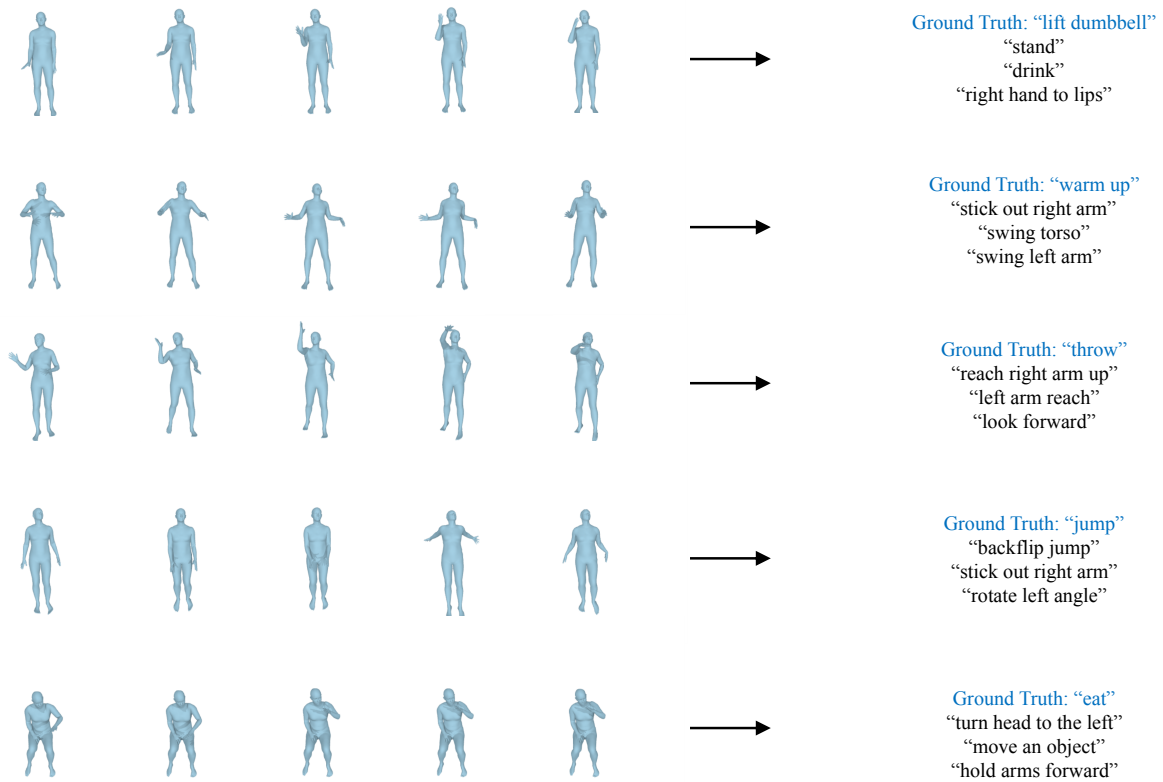 Ground Truth: “lift dumbbell”
“stand”
“drink”
“right hand to lips”
Ground Truth: “warm up”
“stick out right arm”
“swing torso”
“swing left arm”
Ground Truth: “throw”
“reach right arm up”
“left arm reach”
“look forward”
Ground Truth: “jump”
“backflip jump”
“stick out right arm”
“rotate left angle”
Ground Truth: “eat”
“turn head to the left”
“move an object”
“hold arms forward”